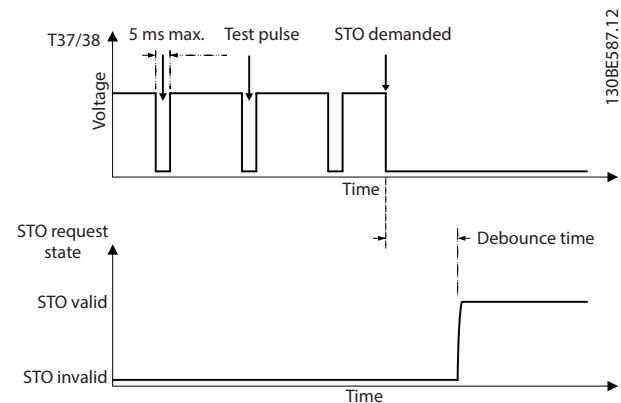 T37/38
5 ms max.
Test pulse
STO demanded
130BE587.12
Voltage
Time
STO request
state
Debounce time
STO valid
STO invalid
Time